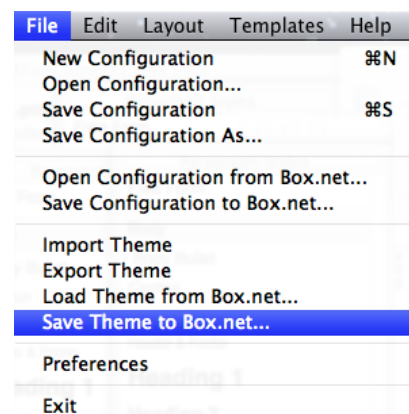 File Edit Layout Templates Help
New Configuration ⌘N
Open Configuration...
Save Configuration ⌘S
Save Configuration As...
Open Configuration from Box.net...
Save Configuration to Box.net...
Import Theme
Export Theme
Load Theme from Box.net...
Save Theme to Box.net...
Preferences
Exit